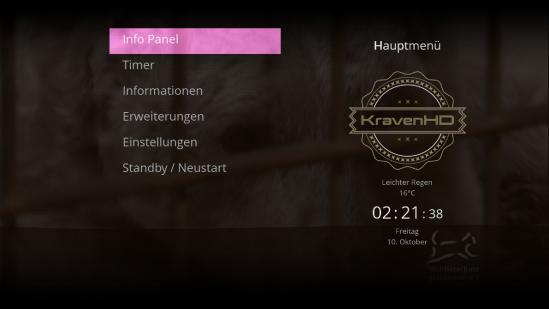 Info Panel
Timer
Informationen
Erweiterungen
Einstellungen
Standby / Neustart
Hauptmenü
KravenHD
Leichter Regen
16°C
02:21:38
Freitag
10. Oktober